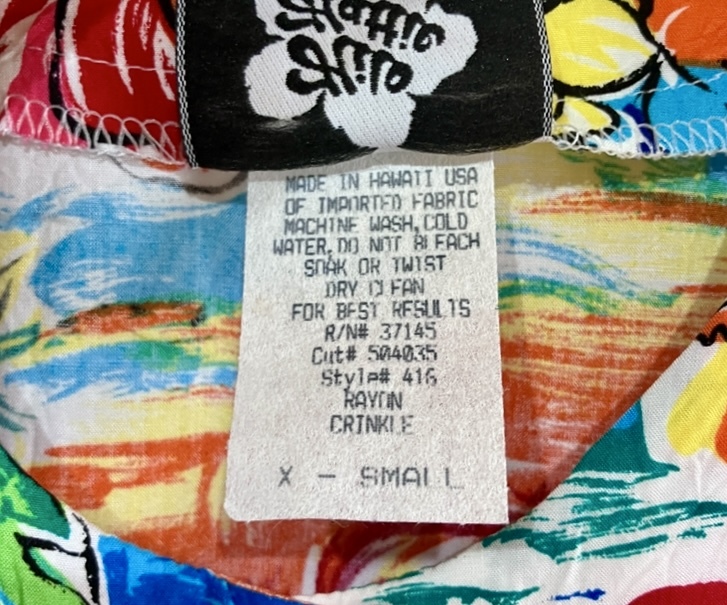 MADE IN HAWAII USA
OF IMPORTED FABRIC
MACHINE WASH,COLD
WATER, DO NOT BLEACH
SOAK OR TWIST
DRY CLEAN
FOR BEST RESULTS
R/N# 37145
Cut# 504035
Style# 416
RAYON
CRINKLE
X - SMALL